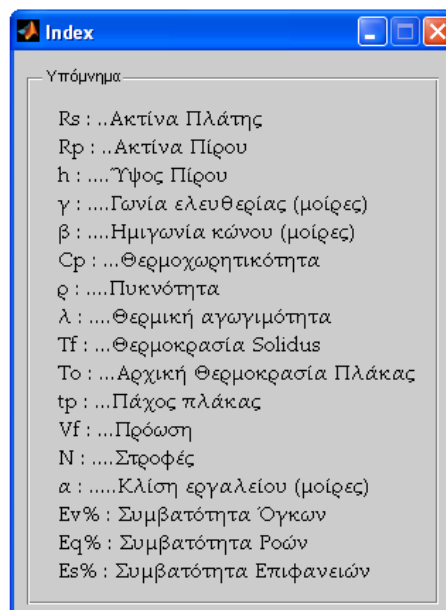 Index
Υπόμνημα
Rs : ..Ακτίνα Πλάτης
Rp : ..Ακτίνα Πίρου
h : ....Ύψος Πίρου
γ : ....Γωνία ελευθερίας (μοίρες)
β : ....Ημιγωνία κώνου (μοίρες)
Cp : ...Θερμοχωρητικότητα
ρ : ....Πυκνότητα
λ : ....Θερμική αγωγιμότητα
Tf : ...Θερμοκρασία Solidus
To : ...Αρχική Θερμοκρασία Πλάκας
tp : ...Πάχος πλάκας
Vf : ...Πρόωση
N : ....Στροφές
α : .....Κλίση εργαλείου (μοίρες)
Ev% : Συμβατότητα Όγκων
Eq% : Συμβατότητα Ροών
Es% : Συμβατότητα Επιφανειών